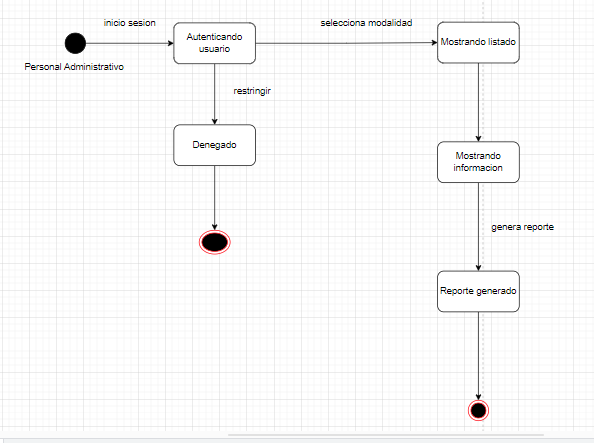 inicio sesion
selecciona modalidad
Autenticando
usuario
Mostrando listado
Personal Administrativo
restringir
Denegado
Mostrando
informacion
genera reporte
Reporte generado